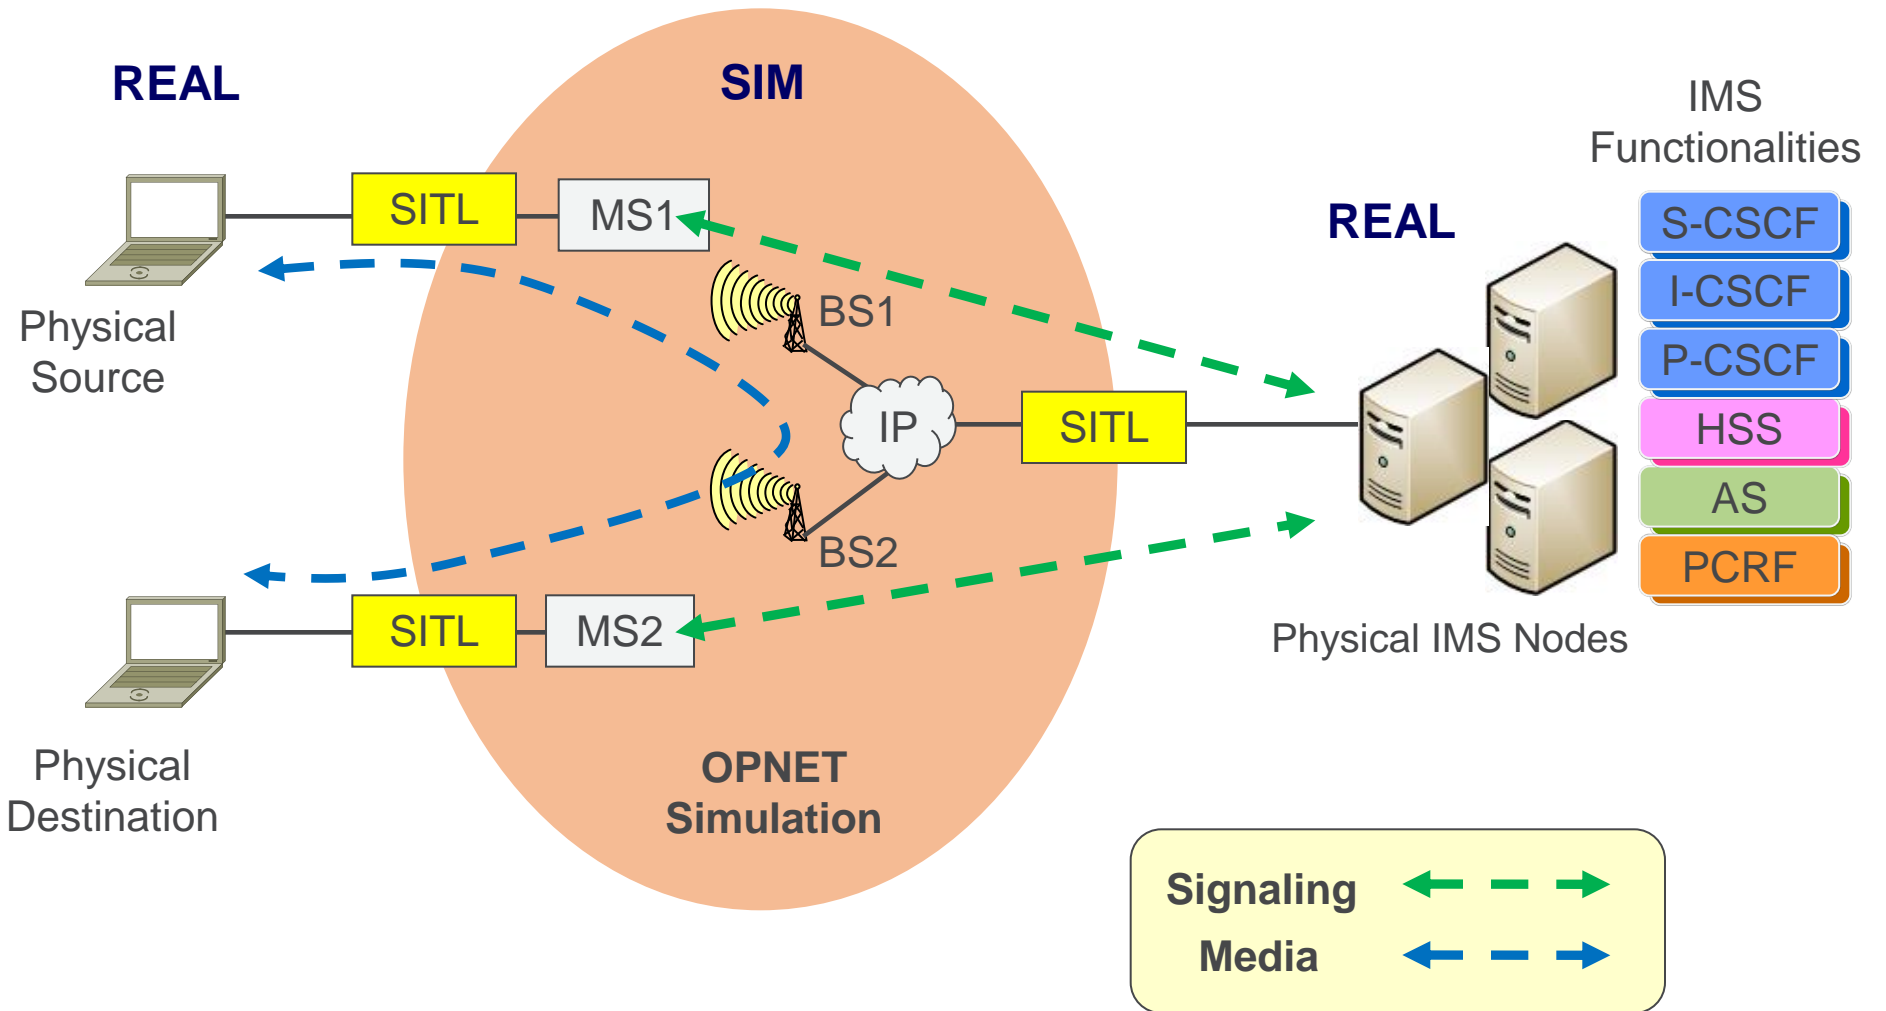 REAL
SIM
IMS
Functionalities
SITL
MS1
REAL
S-CSCF
I-CSCF
P-CSCF
HSS
AS
PCRF
BS1
Physical
Source
IP
SITL
BS2
SITL
MS2
Physical IMS Nodes
Physical
Destination
OPNET
Simulation
Signaling
Media